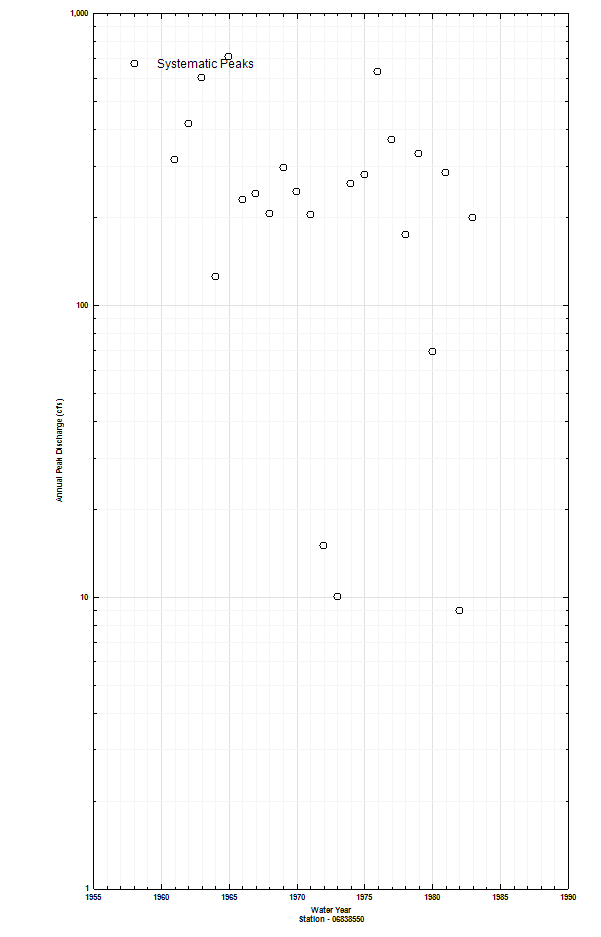 1,000
Systematic Peaks
100
Annual Peak Discharge (cfs)
10
1
1955 1960 1965 1970 1975 1980 1985 1990
Water Year
Station - 06838550